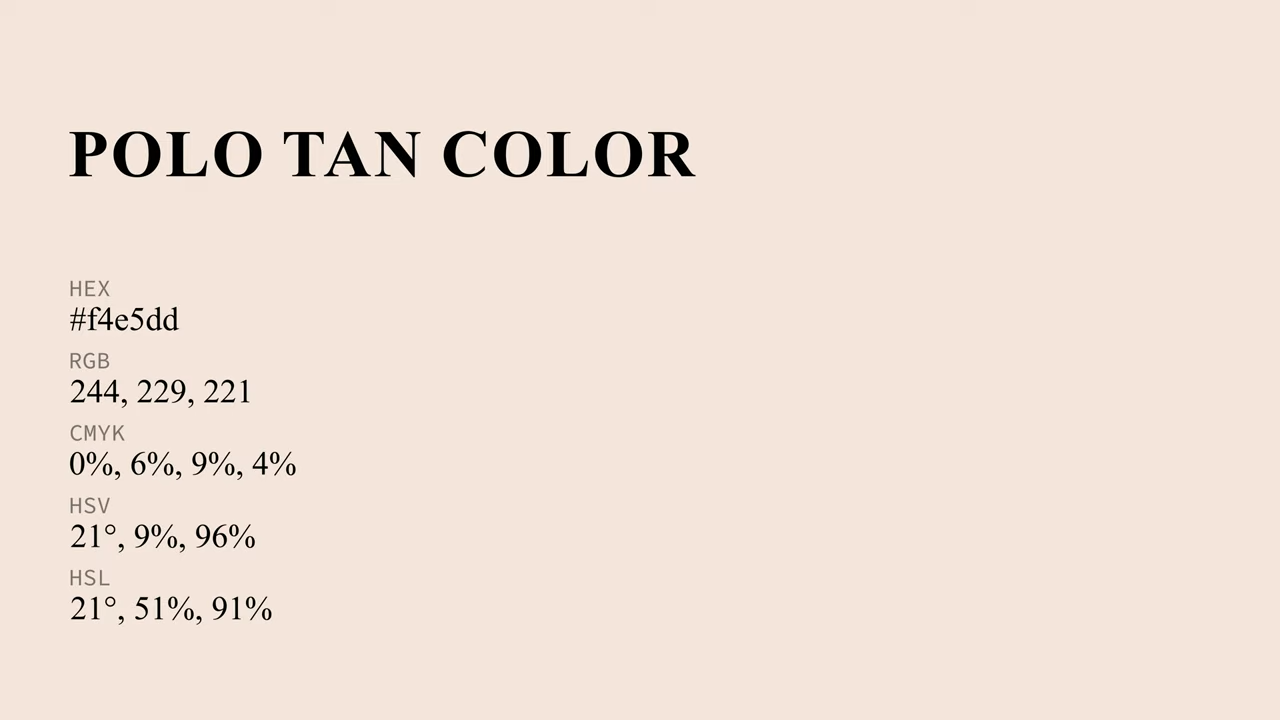 POLO TAN COLOR
HEX
#f4e5dd
RGB
244, 229, 221
CMYK
0%, 6%, 9%, 4%
HSV
21°, 9%, 96%
HSL
21°, 51%, 91%